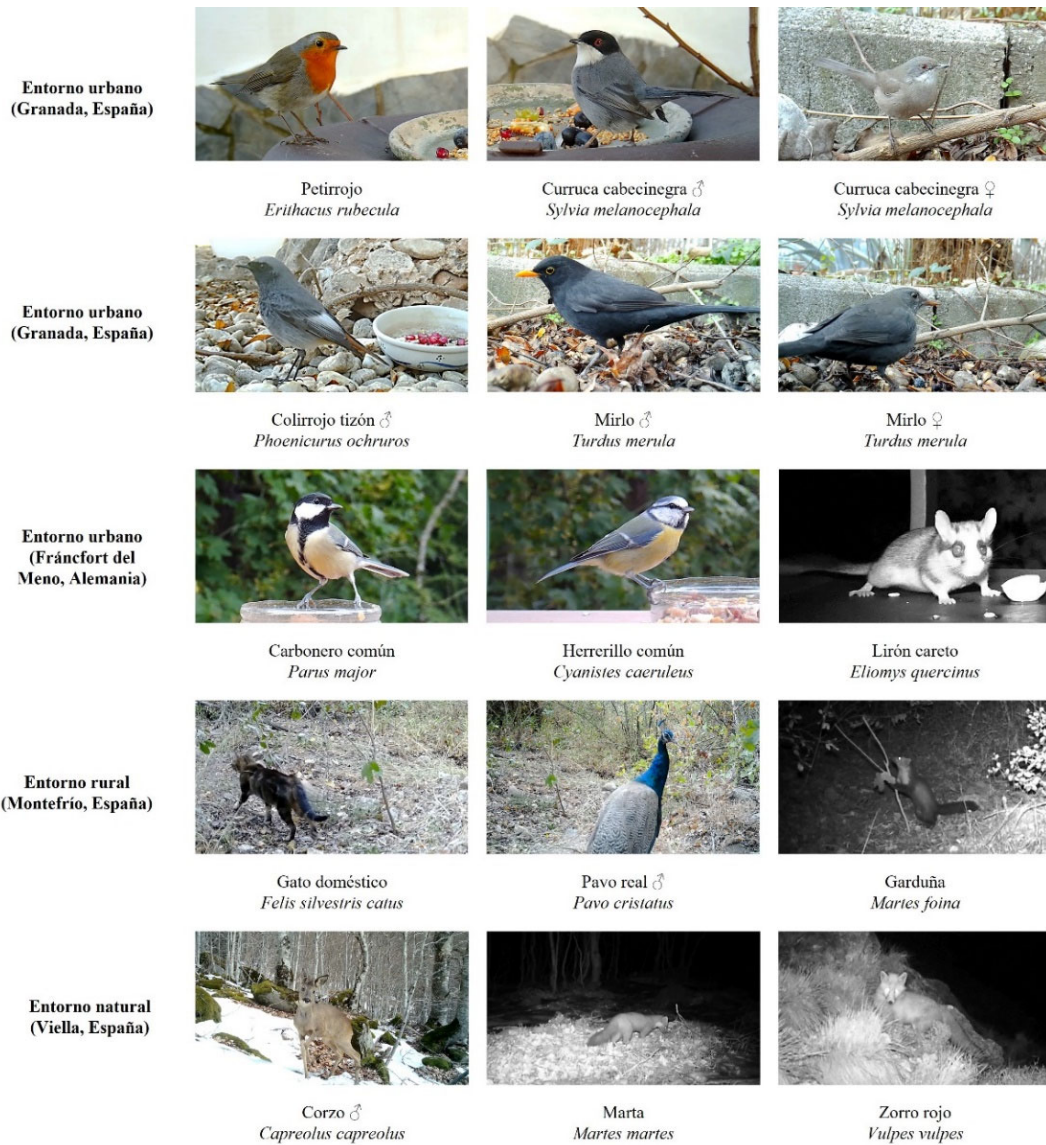 Entorno urbano
(Granada, España)
Petirrojo
Erithacus rubecula
Curruca cabecinegra ♂
Sylvia melanocephala
Curruca cabecinegra ♀
Sylvia melanocephala
Entorno urbano
(Granada, España)
Colirrojo tizón ♂
Phoenicurus ochruros
Mirlo ♂
Turdus merula
Mirlo ♀
Turdus merula
Entorno urbano
(Fráncfort del
Meno, Alemania)
Carbonero común
Parus major
Herrerillo común
Cyanistes caeruleus
Lirón careto
Eliomys quercinus
Entorno rural
(Montefrío, España)
Gato doméstico
Felis silvestris catus
Pavo real ♂
Pavo cristatus
Garduña
Martes foina
Entorno natural
(Viella, España)
Corzo ♂
Capreolus capreolus
Marta
Martes martes
Zorro rojo
Vulpes vulpes